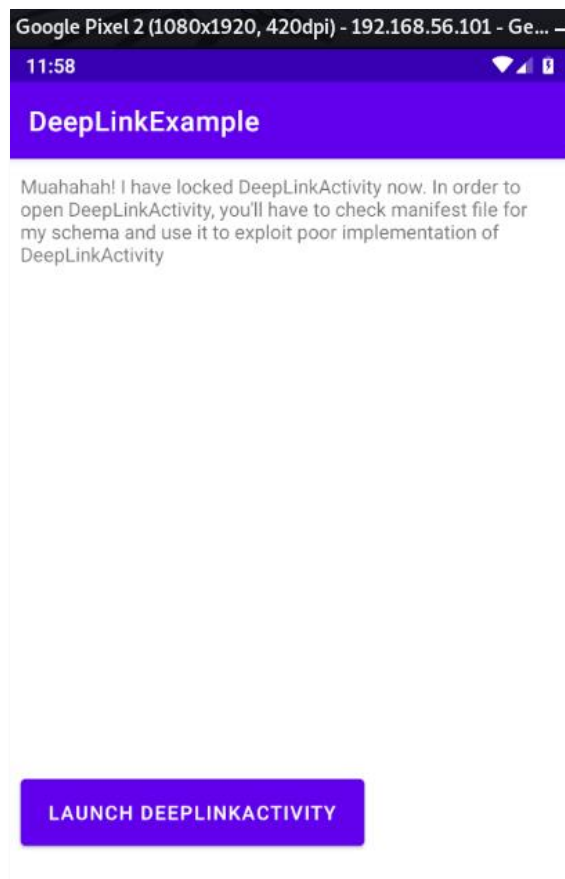 Google Pixel 2 (1080x1920, 420dpi) - 192.168.56.101 - Ge...
11:58
DeepLinkExample
Muahahah! I have locked DeepLinkActivity now. In order to
open DeepLinkActivity, you'll have to check manifest file for
my schema and use it to exploit poor implementation of
DeepLinkActivity
LAUNCH DEEPLINKACTIVITY